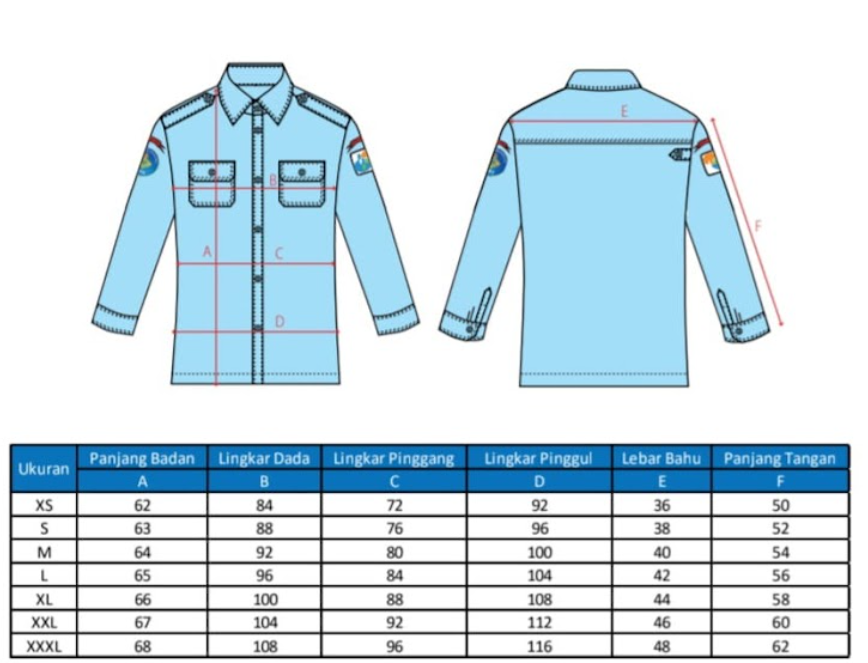 E
B
A
C
F
D
Ukuran Panjang Badan Lingkar Dada Lingkar Pinggang Lingkar Pinggul Lebar Bahu Panjang Tangan
A B C D E F
XS 62 84 72 92 36 50
S 63 88 76 96 38 52
M 64 92 80 100 40 54
L 65 96 84 104 42 56
XL 66 100 88 108 44 58
XXL 67 104 92 112 46 60
XXXL 68 108 96 116 48 62